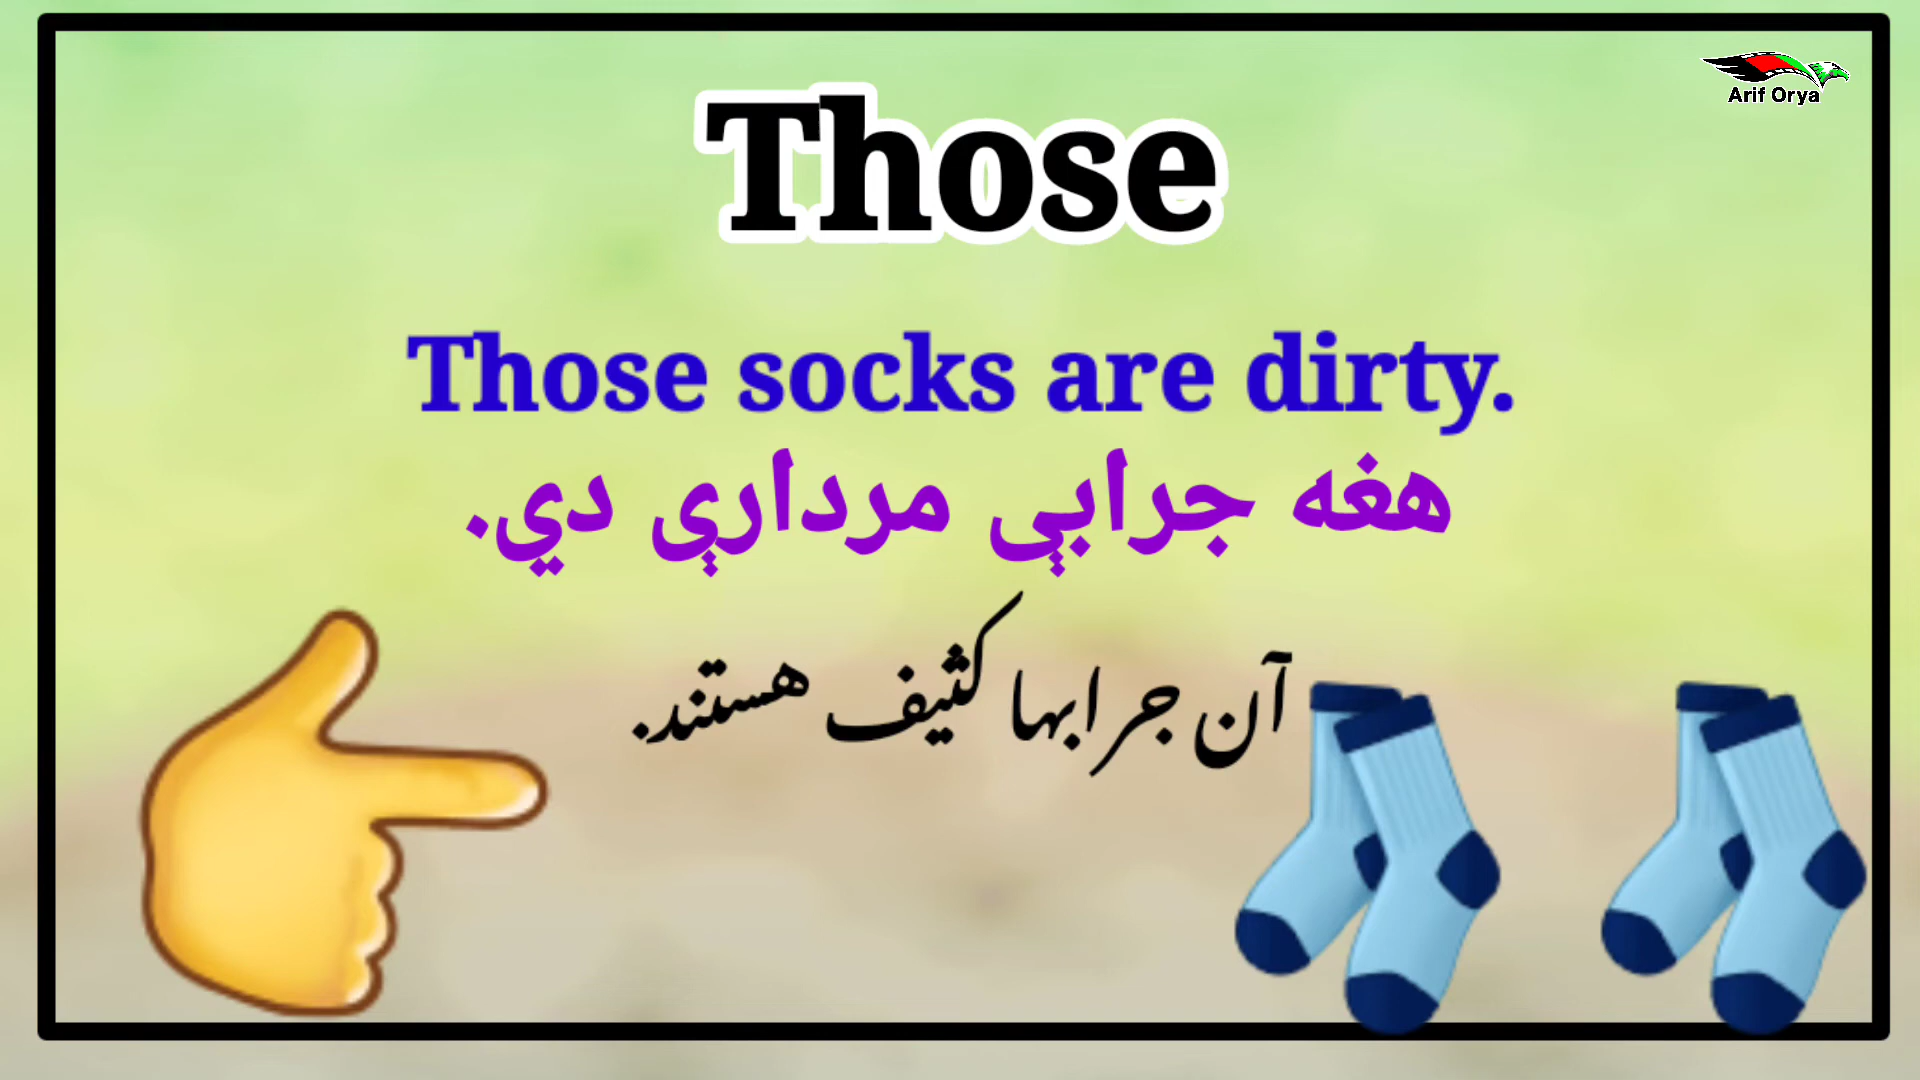 Arif Orya
Those
Those socks are dirty.
هغه جرابې مردارې دي.
آن جرابها کثیف هستند.